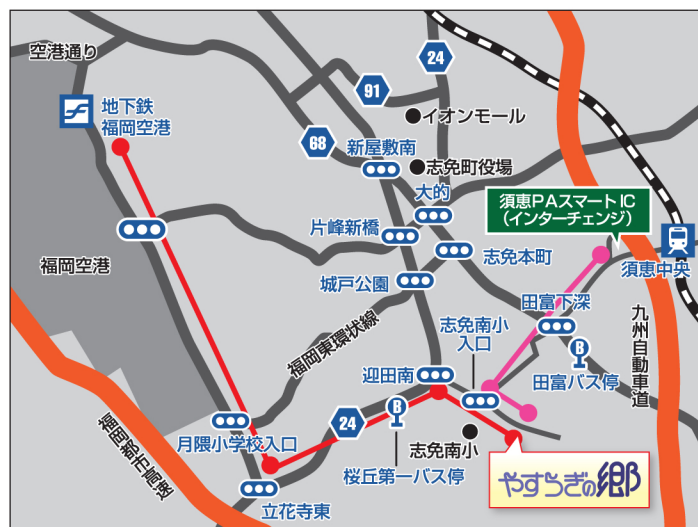 空港通り
24
地下鉄
福岡空港
91
イオンモール
68
新屋敷南
志免町役場
大的
須恵PAスマートIC
(インターチェンジ)
片峰新橋
志免本町
須恵中央
福岡空港
城戸公園
田富下深
志免南小
入口
福岡東環状線
九州自動車道
迎田南
B
田富バス停
月隈小学校入口
24
B
志免南小
福岡都市高速
桜丘第一バス停
立花寺東
やすらぎの郷